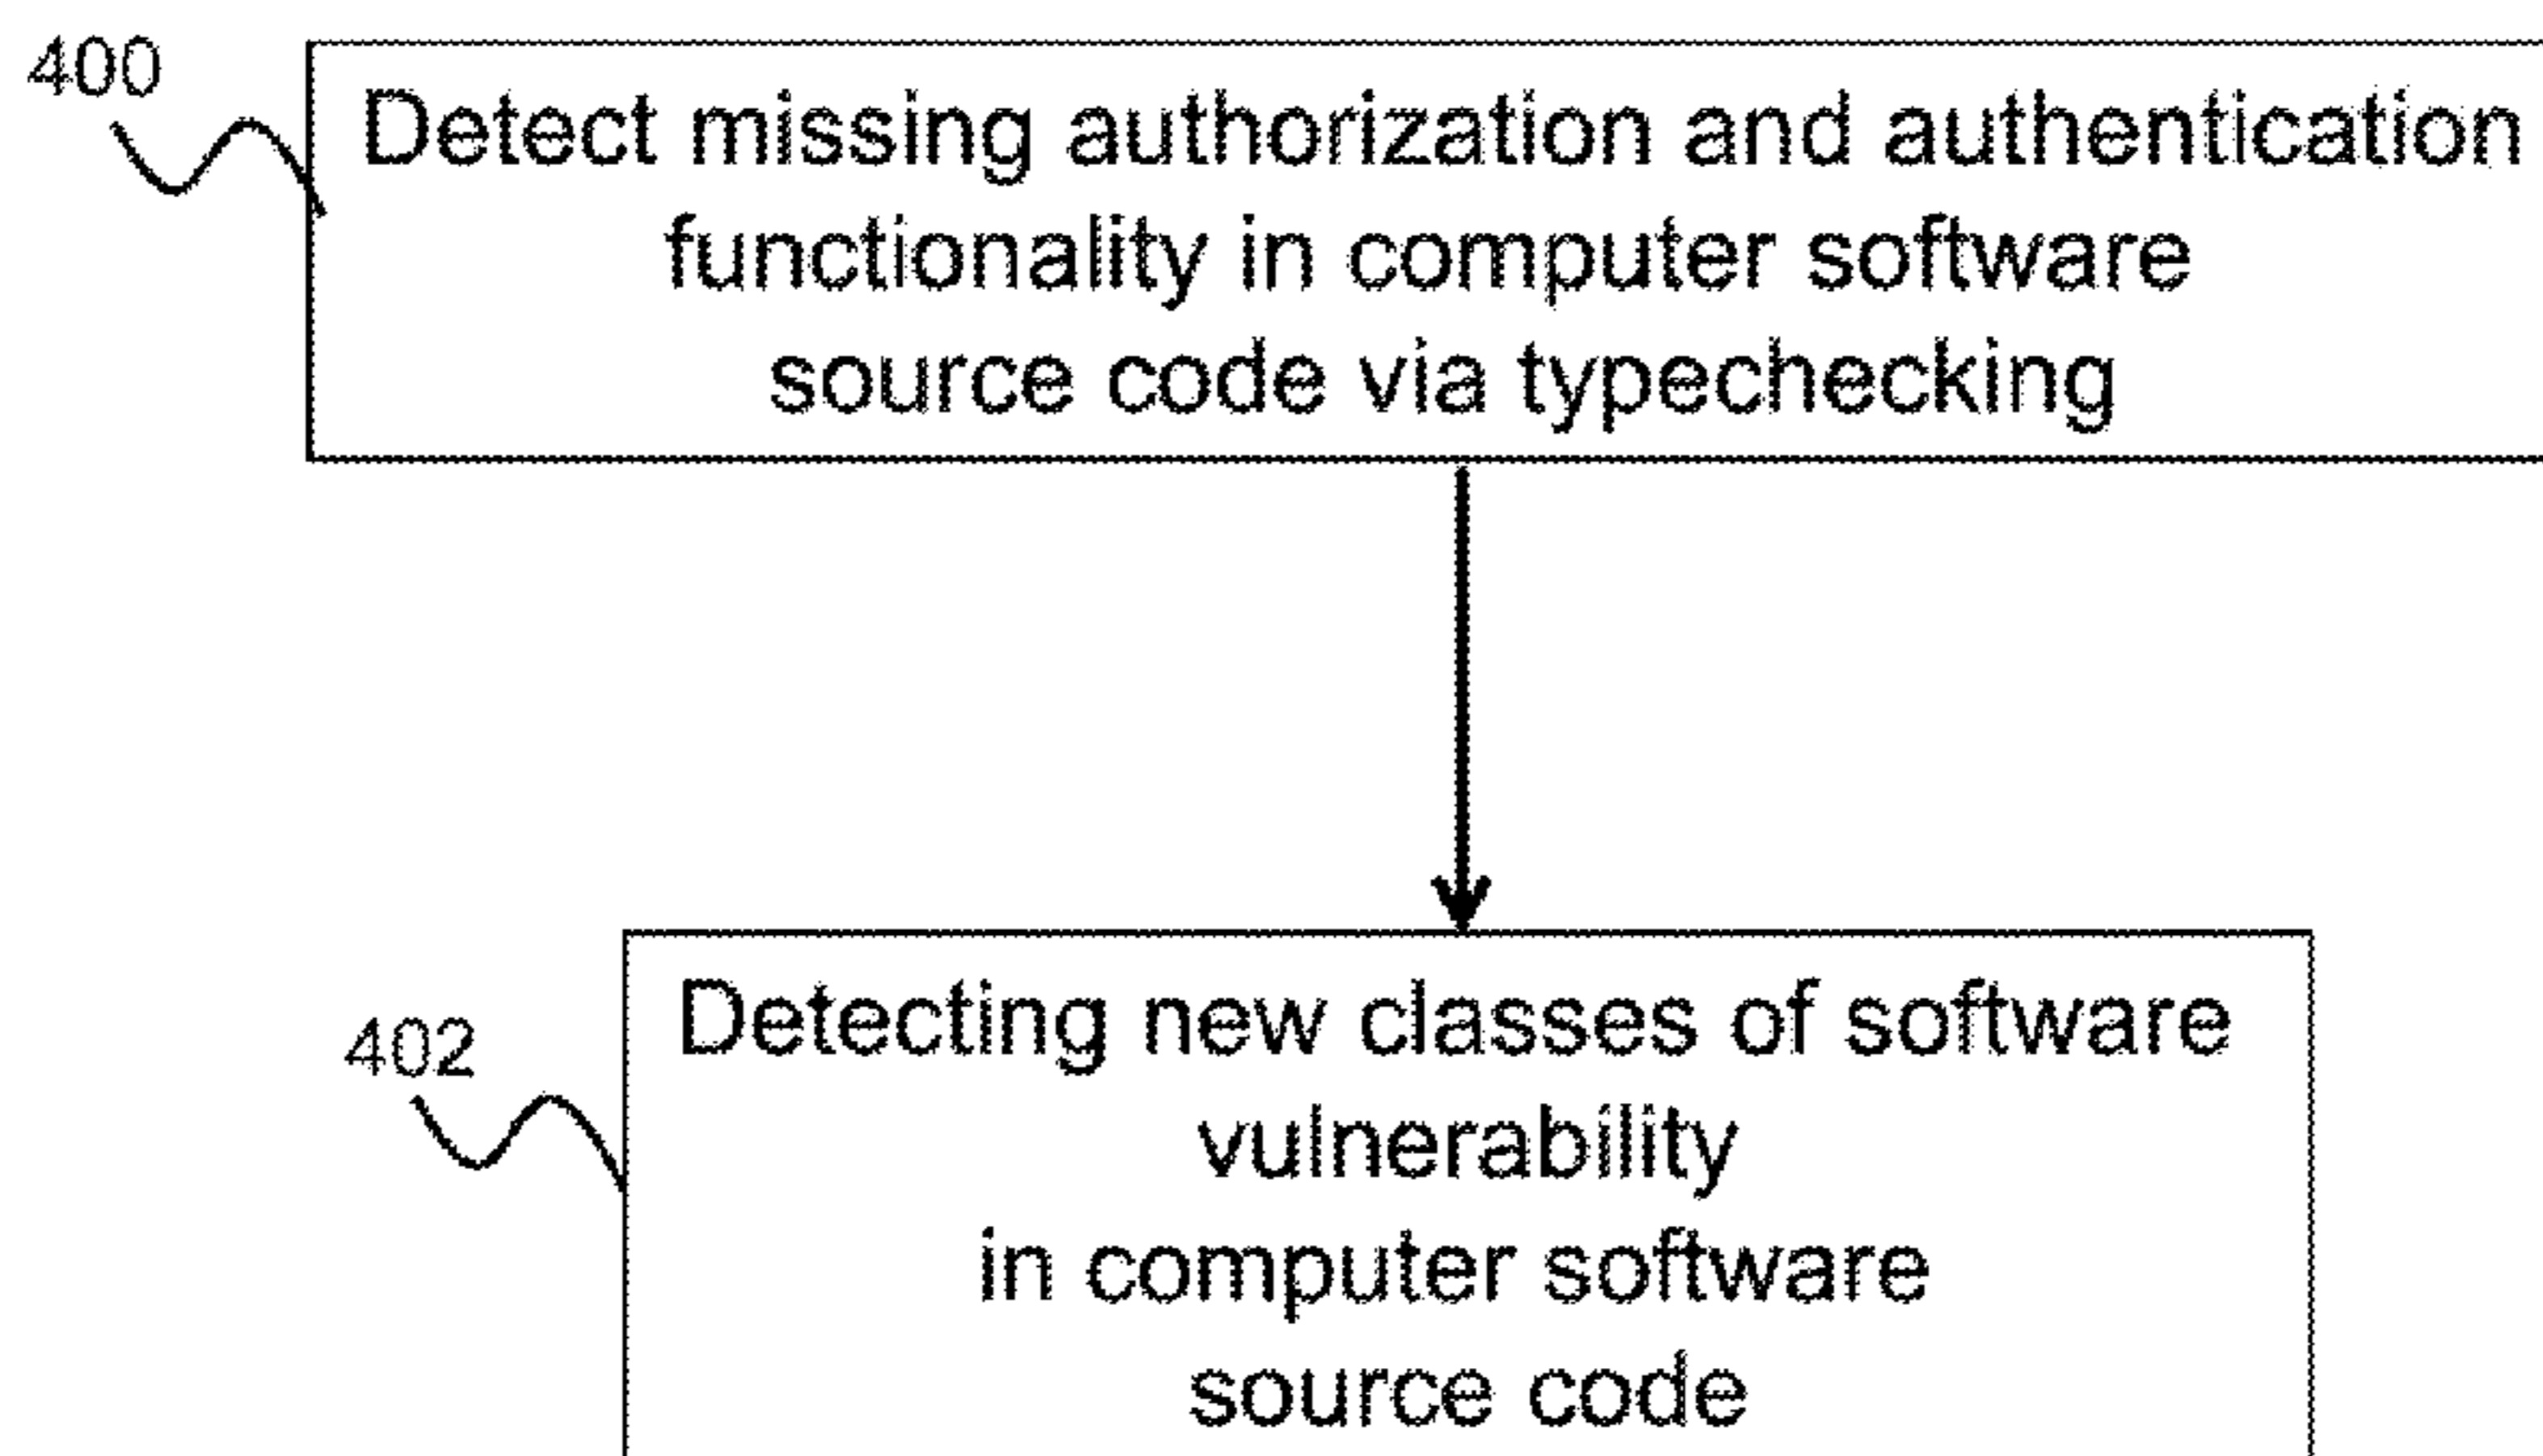 400
Detect missing authorization and authentication
functionality in computer software
source code via typechecking
402
Detecting new classes of software
vulnerability
in computer software
source code